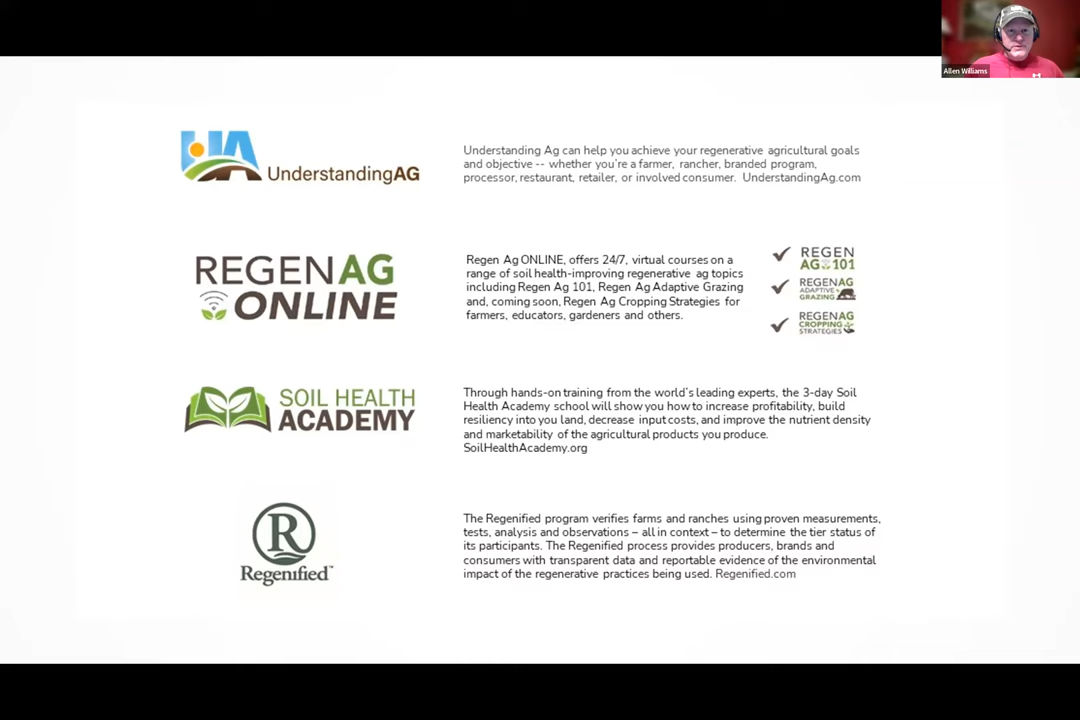 Allen Williams
UA
UnderstandingAG
Understanding Ag can help you achieve your regenerative agricultural goals
and objective -- whether you're a farmer, rancher, branded program,
processor, restaurant, retailer, or involved consumer. UnderstandingAg.com
REGENAG
ONLINE
Regen Ag ONLINE, offers 24/7, virtual courses on a
range of soil health-improving regenerative ag topics
including Regen Ag 101, Regen Ag Adaptive Grazing
and, coming soon, Regen Ag Cropping Strategies for
farmers, educators, gardeners and others.
REGEN
AG 101
REGENAG
ADAPTIVE
GRAZING
REGENAG
CROPPING
STRATEGIES
SOIL HEALTH
ACADEMY
Through hands-on training from the world's leading experts, the 3-day Soil
Health Academy school will show you how to increase profitability, build
resiliency into you land, decrease input costs, and improve the nutrient density
and marketability of the agricultural products you produce.
SoilHealthAcademy.org
R
Regenified™
The Regenified program verifies farms and ranches using proven measurements,
tests, analysis and observations – all in context – to determine the tier status of
its participants. The Regenified process provides producers, brands and
consumers with transparent data and reportable evidence of the environmental
impact of the regenerative practices being used. Regenified.com